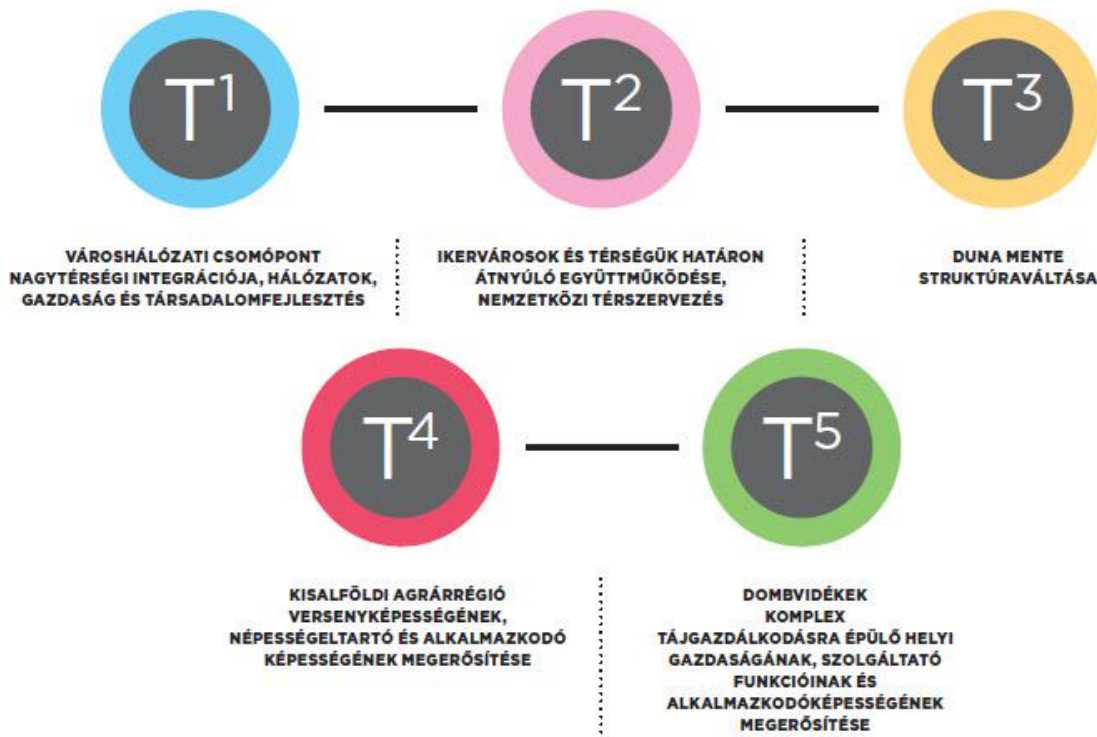 T¹
T²
T³
VÁROSHÁLÓZATI CSOMÓPONT
NAGYTÉRSÉGI INTEGRÁCIÓJA, HÁLÓZATOK,
GAZDASÁG ÉS TÁRSADALOMFEJLESZTÉS
IKERVÁROSOK ÉS TÉRSÉGÜK HATÁRON
ÁTNYÚLÓ EGYÜTTMŰKÖDÉSE,
NEMZETKÖZI TÉRSZERVEZÉS
DUNA MENTE
STRUKTÚRAVÁLTÁSA
T⁴
T⁵
KISALFÖLDI AGRÁRRÉGIÓ
VERSENYKÉPESSÉGÉNEK,
NÉPESSÉGELTARTÓ ÉS ALKALMAZKODÓ
KÉPESSÉGÉNEK MEGERŐSÍTÉSE
DOMBVIDÉKEK
KOMPLEX
TÁJGAZDÁLKODÁSRA ÉPÜLŐ HELYI
GAZDASÁGÁNAK, SZOLGÁLTATÓ
FUNKCIÓINAK ÉS
ALKALMAZKODÓKÉPESSÉGÉNEK
MEGERŐSÍTÉSE